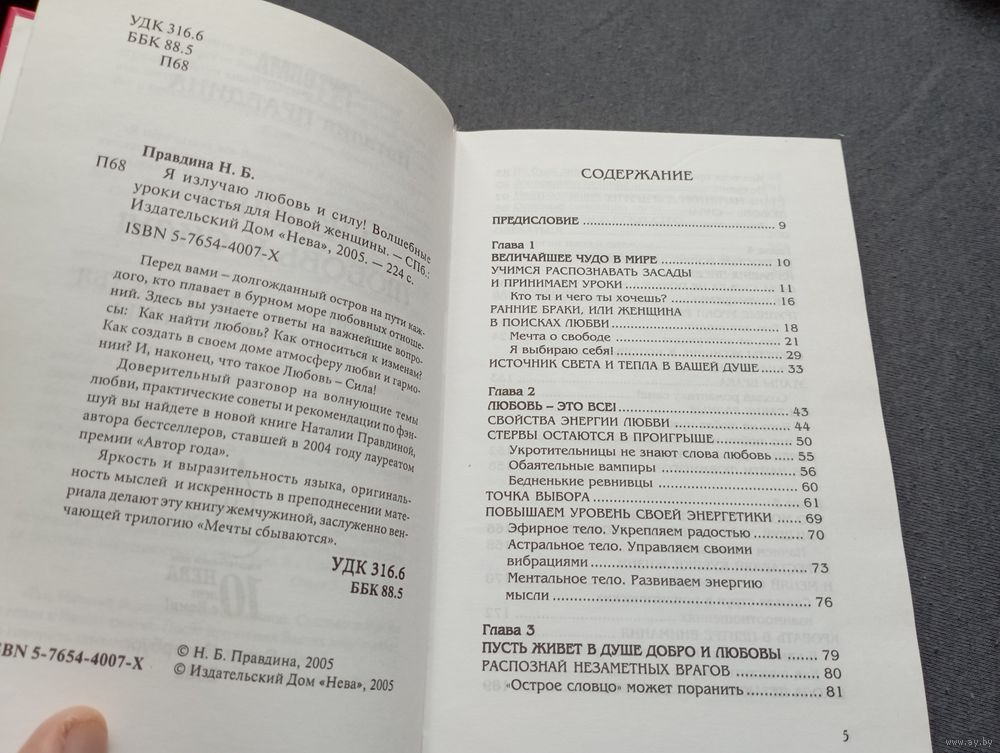 УДК 316.6
ББК 88.5
П68
Правдина Н. Б.
П68
Я излучаю любовь и силу! Волшебные
уроки счастья для Новой женщины. — СПб.:
Издательский Дом «Нева», 2005. — 224 с.
ISBN 5-7654-4007-X
Перед вами – долгожданный остров на пути каж-
дого, кто плавает в бурном море любовных отноше-
ний. Здесь вы узнаете ответы на важнейшие вопро-
сы: Как найти любовь? Как относиться к изменам?
Как создать в своем доме атмосферу любви и гармо-
нии? И, наконец, что такое Любовь – Сила!
Доверительный разговор на волнующие темы
любви, практические советы и рекомендации по фэн-
шуй вы найдете в новой книге Наталии Правдиной,
автора бестселлеров, ставшей в 2004 году лауреатом
премии «Автор года».
Яркость и выразительность языка, оригиналь-
ность мыслей и искренность в преподнесении мате-
риала делают эту книгу жемчужиной, заслуженно вен-
чающей трилогию «Мечты сбываются».
УДК 316.6
ББК 88.5
© Н. Б. Правдина, 2005
ISBN 5-7654-4007-X
© Издательский Дом «Нева», 2005
СОДЕРЖАНИЕ
ПРЕДИСЛОВИЕ ... 9
Глава 1
ВЕЛИЧАЙШЕЕ ЧУДО В МИРЕ ... 10
УЧИМСЯ РАСПОЗНАВАТЬ ЗАСАДЫ
И ПРИНИМАЕМ УРОКИ ... 11
Кто ты и чего ты хочешь? ... 16
РАННИЕ БРАКИ, ИЛИ ЖЕНЩИНА
В ПОИСКАХ ЛЮБВИ ... 18
Мечта о свободе ... 21
Я выбираю себя! ... 29
ИСТОЧНИК СВЕТА И ТЕПЛА В ВАШЕЙ ДУШЕ ... 33
Глава 2
ЛЮБОВЬ – ЭТО ВСЕ! ... 43
СВОЙСТВА ЭНЕРГИИ ЛЮБВИ ... 44
СТЕРВЫ ОСТАЮТСЯ В ПРОИГРЫШЕ ... 50
Укротительницы не знают слова любовь ... 55
Обаятельные вампиры ... 56
Бедненькие ревнивцы ... 60
ТОЧКА ВЫБОРА ... 61
ПОВЫШАЕМ УРОВЕНЬ СВОЕЙ ЭНЕРГЕТИКИ ... 69
Эфирное тело. Укрепляем радостью ... 70
Астральное тело. Управляем своими
вибрациями ... 73
Ментальное тело. Развиваем энергию
мысли ... 76
Глава 3
ПУСТЬ ЖИВЕТ В ДУШЕ ДОБРО И ЛЮБОВЫ ... 79
РАСПОЗНАЙ НЕЗАМЕТНЫХ ВРАГОВ ... 80
«Острое словцо» может поранить ... 81
5
www.ay.by